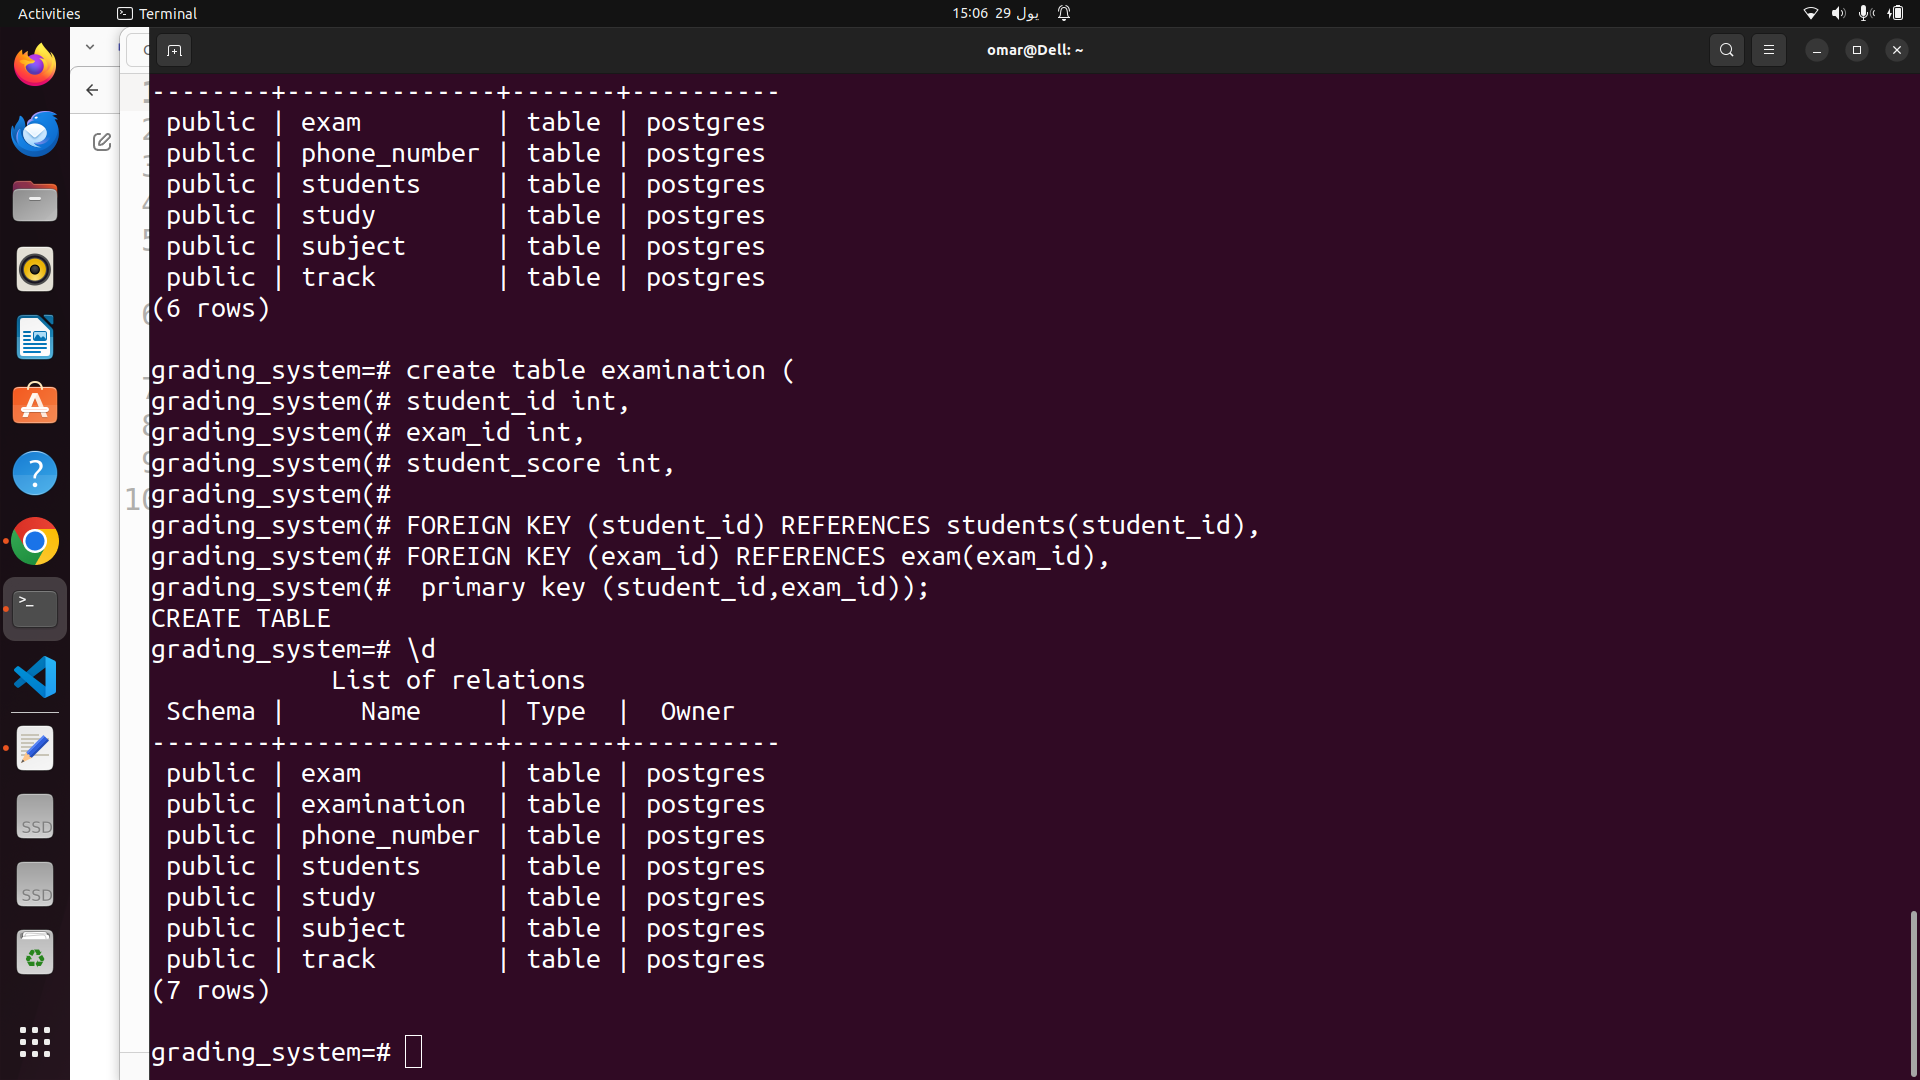 Activities
Terminal
15:06 29 يول
omar@Dell: ~
--------+--------------+-------+----------
 public | exam         | table | postgres
 public | phone_number | table | postgres
 public | students     | table | postgres
 public | study        | table | postgres
 public | subject      | table | postgres
 public | track        | table | postgres
(6 rows)
grading_system=# create table examination (
grading_system(# student_id int,
grading_system(# exam_id int,
grading_system(# student_score int,
grading_system(#
grading_system(# FOREIGN KEY (student_id) REFERENCES students(student_id),
grading_system(# FOREIGN KEY (exam_id) REFERENCES exam(exam_id),
grading_system(#  primary key (student_id,exam_id));
CREATE TABLE
grading_system=# \d
            List of relations
 Schema |     Name     | Type  |  Owner
--------+--------------+-------+----------
 public | exam         | table | postgres
 public | examination  | table | postgres
 public | phone_number | table | postgres
 public | students     | table | postgres
 public | study        | table | postgres
 public | subject      | table | postgres
 public | track        | table | postgres
(7 rows)
grading_system=#
SSD
SSD
10